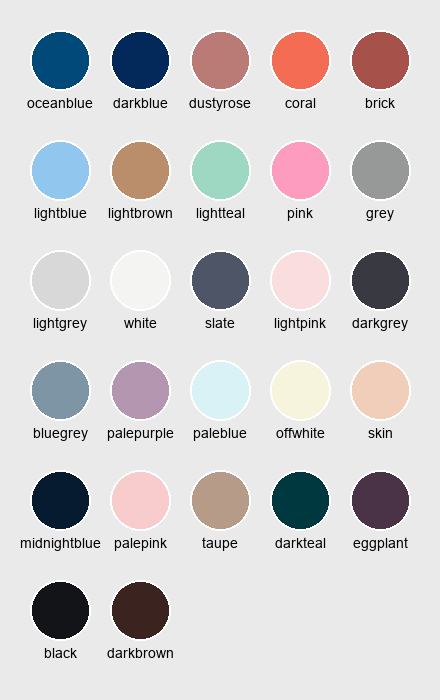 oceanblue darkblue dustyrose coral brick
lightblue lightbrown lightteal pink grey
lightgrey white slate lightpink darkgrey
bluegrey palepurple paleblue offwhite skin
midnightblue palepink taupe darkteal eggplant
black darkbrown